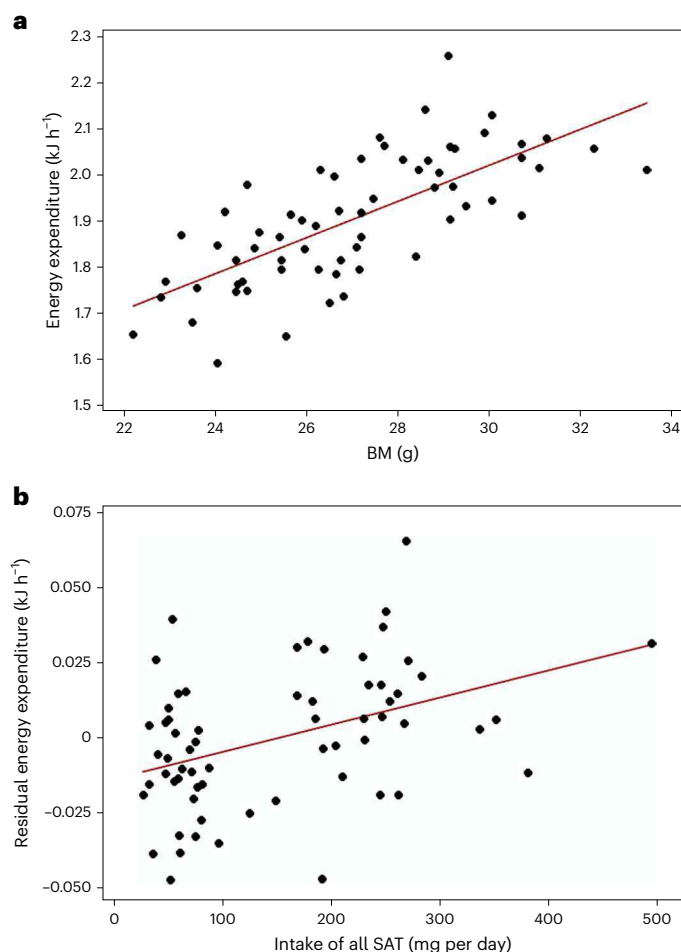 a
2.3
2.2
2.1
2.0
1.9
1.8
1.7
1.6
1.5
Energy expenditure (kJ h⁻¹)
22 24 26 28 30 32 34
BM (g)
b
0.075
0.050
0.025
0
−0.025
−0.050
Residual energy expenditure (kJ h⁻¹)
0 100 200 300 400 500
Intake of all SAT (mg per day)